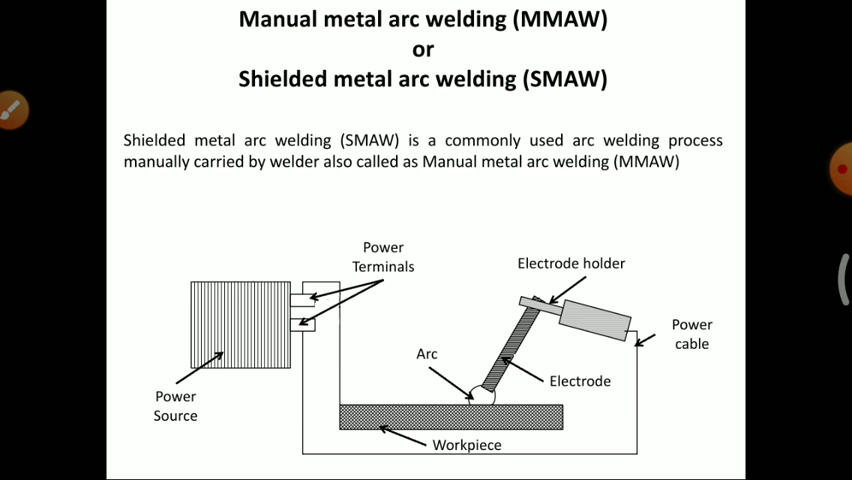 Manual metal arc welding (MMAW)
or
Shielded metal arc welding (SMAW)
Shielded metal arc welding (SMAW) is a commonly used arc welding process
manually carried by welder also called as Manual metal arc welding (MMAW)
Power
Terminals
Electrode holder
Power
cable
Arc
Electrode
Power
Source
Workpiece